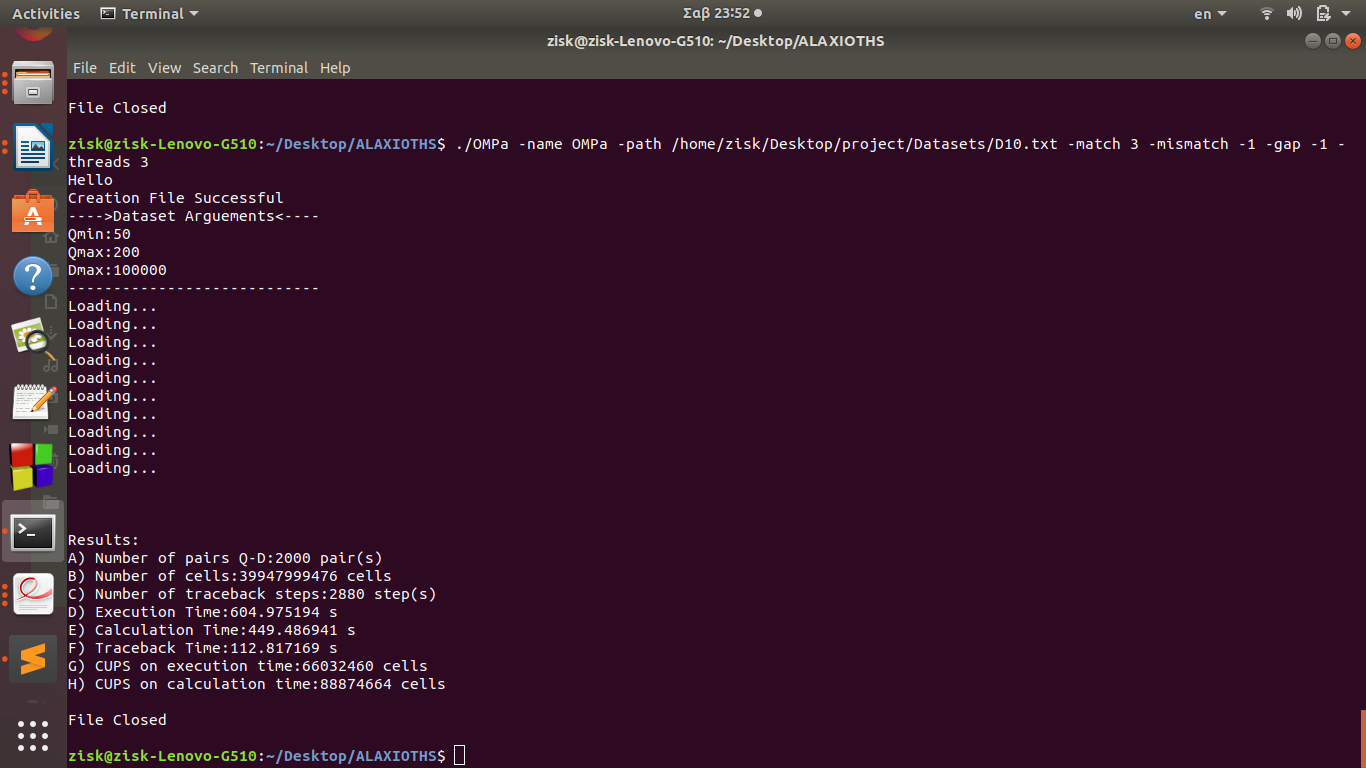 Activities Terminal Σαβ 23:52 en
zisk@zisk-Lenovo-G510: ~/Desktop/ALAXIOTHS
File Edit View Search Terminal Help
File Closed
zisk@zisk-Lenovo-G510:~/Desktop/ALAXIOTHS$ ./OMPa -name OMPa -path /home/zisk/Desktop/project/Datasets/D10.txt -match 3 -mismatch -1 -gap -1 -
threads 3
Hello
Creation File Successful
---->Dataset Arguements<----
Qmin:50
Qmax:200
Dmax:100000
----------------------------
Loading...
Loading...
Loading...
Loading...
Loading...
Loading...
Loading...
Loading...
Loading...
Loading...
Results:
A) Number of pairs Q-D:2000 pair(s)
B) Number of cells:39947999476 cells
C) Number of traceback steps:2880 step(s)
D) Execution Time:604.975194 s
E) Calculation Time:449.486941 s
F) Traceback Time:112.817169 s
G) CUPS on execution time:66032460 cells
H) CUPS on calculation time:88874664 cells
File Closed
zisk@zisk-Lenovo-G510:~/Desktop/ALAXIOTHS$